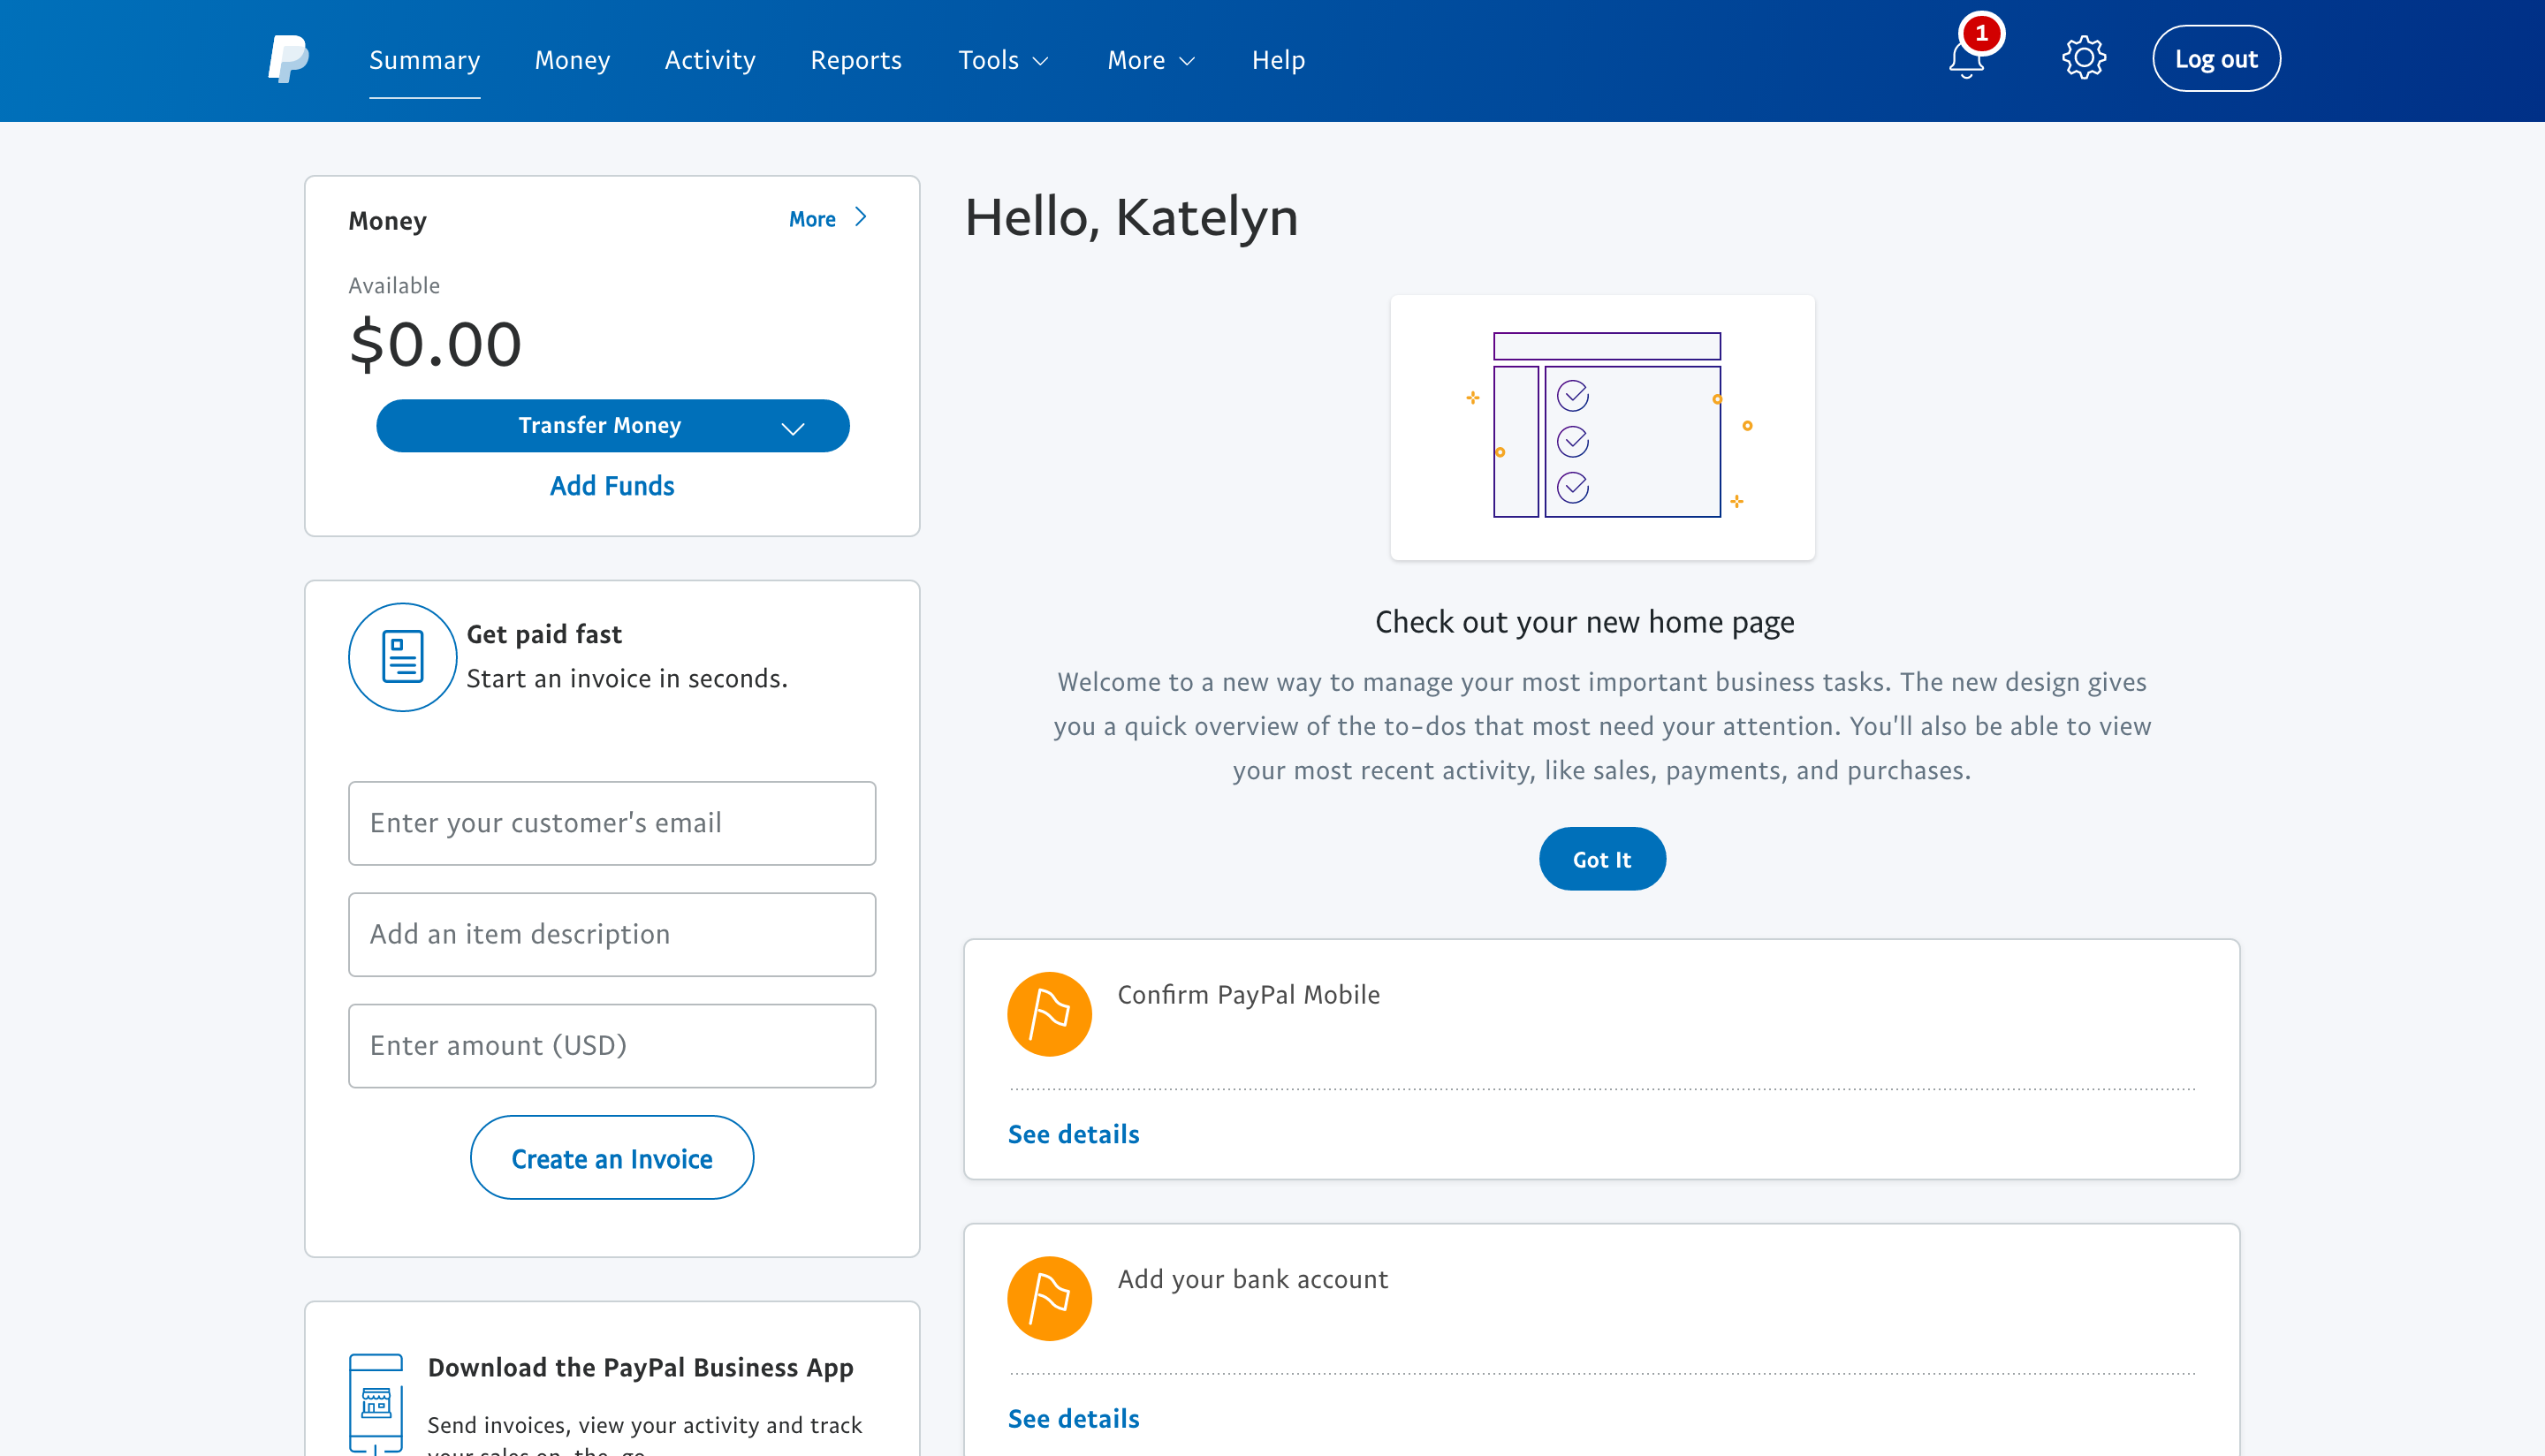 Summary
Money
Activity
Reports
Tools
More
Help
1
Log out
Money
More
Available
$0.00
Transfer Money
Add Funds
Get paid fast
Start an invoice in seconds.
Enter your customer's email
Add an item description
Enter amount (USD)
Create an Invoice
Download the PayPal Business App
Send invoices, view your activity and track
your sales on-the-go
Hello, Katelyn
Check out your new home page
Welcome to a new way to manage your most important business tasks. The new design gives
you a quick overview of the to-dos that most need your attention. You'll also be able to view
your most recent activity, like sales, payments, and purchases.
Got It
Confirm PayPal Mobile
See details
Add your bank account
See details